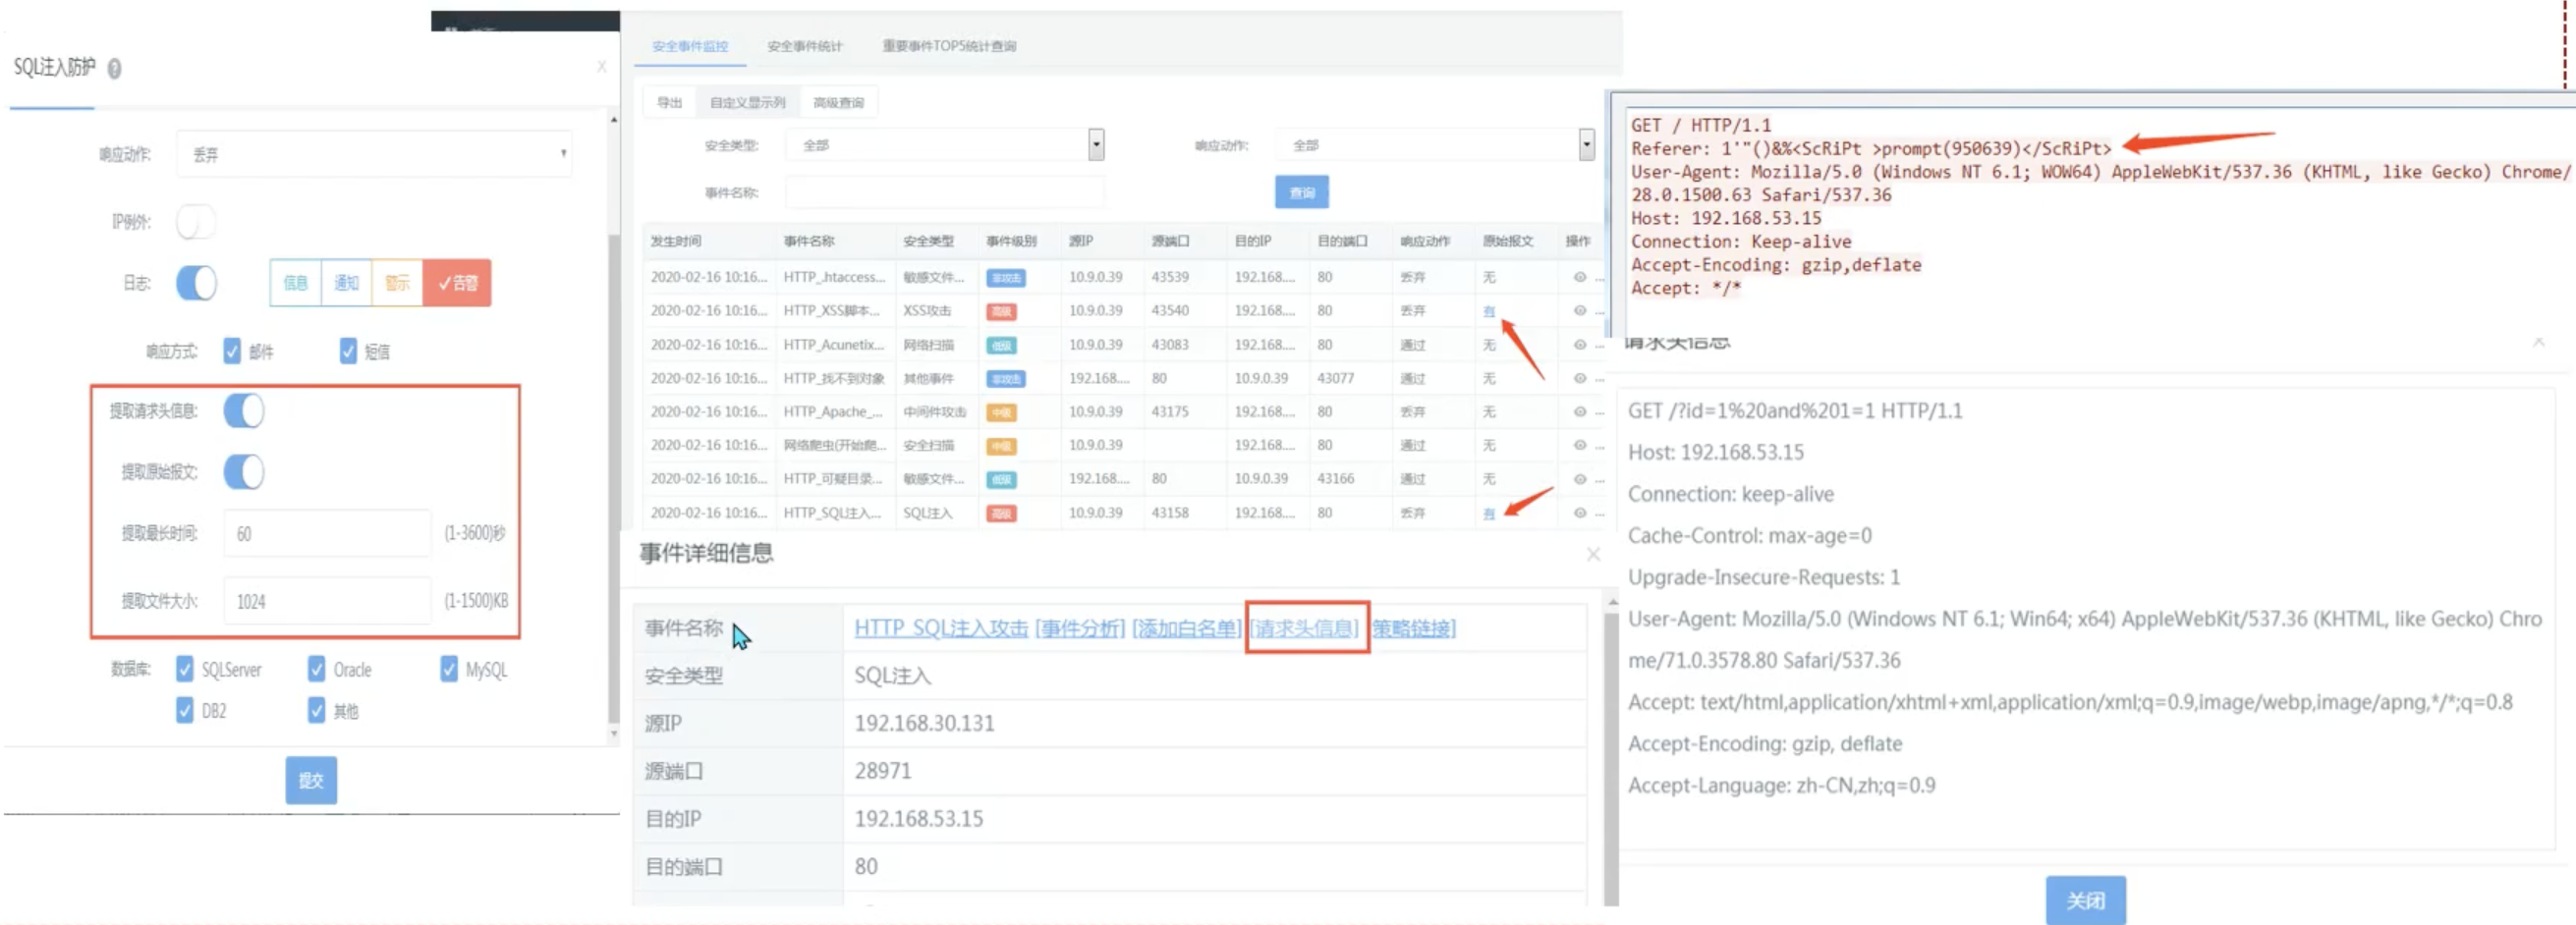 SQL注入防护 ?
X
响应动作: 丢弃
IP例外:
日志: 信息 通知 警示 ✓告警
响应方式: 邮件 短信
提取请求头信息:
提取原始报文:
提取最长时间: 60 (1-3600)秒
提取文件大小: 1024 (1-1500)KB
数据库: SQLServer Oracle MySQL
DB2 其他
提交
安全事件监控 安全事件统计 重要事件TOP5统计查询
导出 自定义显示列 高级查询
安全类型: 全部 响应动作: 全部
事件名称: 查询
发生时间 事件名称 安全类型 事件级别 源IP 源端口 目的IP 目的端口 响应动作 原始报文 操作
2020-02-16 10:16... HTTP_.htaccess... 敏感文件... 非攻击 10.9.0.39 43539 192.168.... 80 丢弃 无 ...
2020-02-16 10:16... HTTP_XSS脚本... XSS攻击 高级 10.9.0.39 43540 192.168.... 80 丢弃 有 ...
2020-02-16 10:16... HTTP_Acunetix... 网络扫描 低级 10.9.0.39 43083 192.168.... 80 通过 无 ...
2020-02-16 10:16... HTTP_找不到对象 其他事件 非攻击 192.168.... 80 10.9.0.39 43077 通过 无 ...
2020-02-16 10:16... HTTP_Apache_... 中间件攻击 中级 10.9.0.39 43175 192.168.... 80 丢弃 无 ...
2020-02-16 10:16... 网络爬虫(开始爬... 安全扫描 中级 10.9.0.39 192.168.... 80 通过 无 ...
2020-02-16 10:16... HTTP_可疑目录... 敏感文件... 低级 192.168.... 80 10.9.0.39 43166 通过 无 ...
2020-02-16 10:16... HTTP_SQL注入... SQL注入 高级 10.9.0.39 43158 192.168.... 80 丢弃 有 ...
事件详细信息
事件名称 HTTP_SQL注入攻击 [事件分析] [添加白名单] [请求头信息] [策略链接]
安全类型 SQL注入
源IP 192.168.30.131
源端口 28971
目的IP 192.168.53.15
目的端口 80
GET / HTTP/1.1
Referer: 1'"()&%<ScRiPt >prompt(950639)</ScRiPt>
User-Agent: Mozilla/5.0 (Windows NT 6.1; WOW64) AppleWebKit/537.36 (KHTML, like Gecko) Chrome/
28.0.1500.63 Safari/537.36
Host: 192.168.53.15
Connection: Keep-alive
Accept-Encoding: gzip,deflate
Accept: */*
请求头信息
GET /?id=1%20and%201=1 HTTP/1.1
Host: 192.168.53.15
Connection: keep-alive
Cache-Control: max-age=0
Upgrade-Insecure-Requests: 1
User-Agent: Mozilla/5.0 (Windows NT 6.1; Win64; x64) AppleWebKit/537.36 (KHTML, like Gecko) Chro
me/71.0.3578.80 Safari/537.36
Accept: text/html,application/xhtml+xml,application/xml;q=0.9,image/webp,image/apng,*/*;q=0.8
Accept-Encoding: gzip, deflate
Accept-Language: zh-CN,zh;q=0.9
关闭